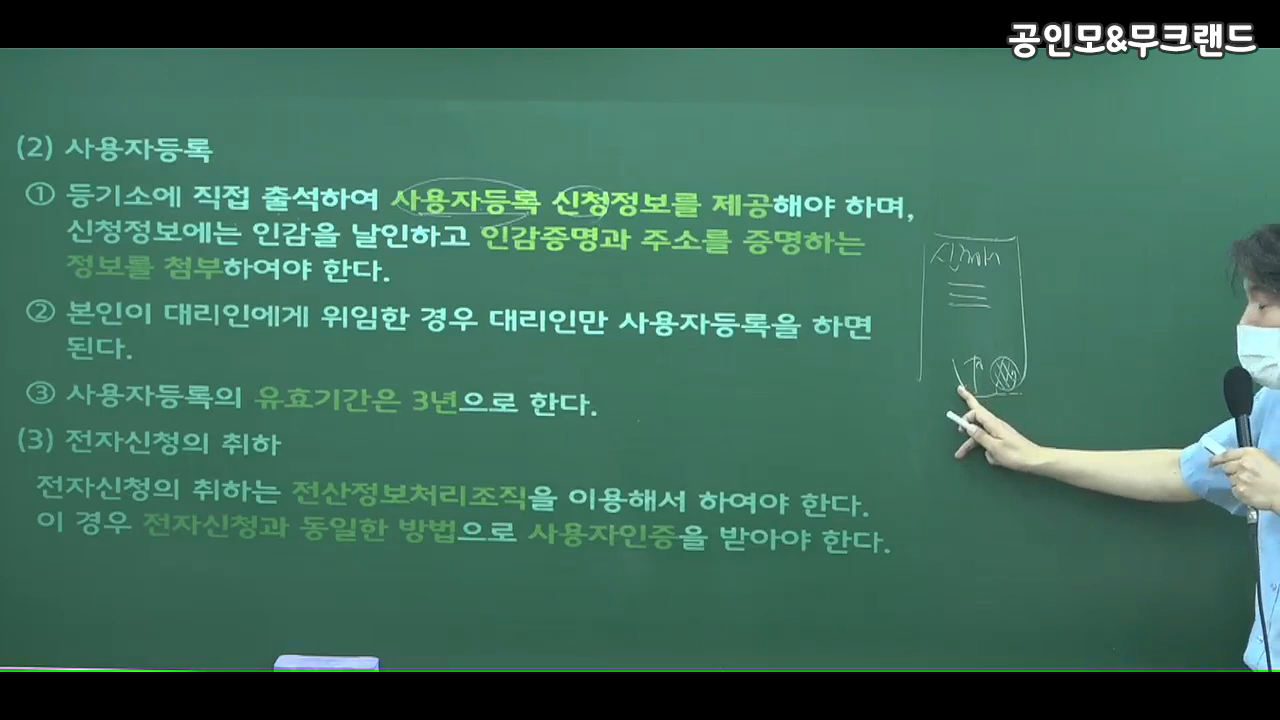 공인모&무크랜드
(2) 사용자등록
① 등기소에 직접 출석하여 사용자등록 신청정보를 제공해야 하며,
신청정보에는 인감을 날인하고 인감증명과 주소를 증명하는
정보를 첨부하여야 한다.
② 본인이 대리인에게 위임한 경우 대리인만 사용자등록을 하면
된다.
③ 사용자등록의 유효기간은 3년으로 한다.
(3) 전자신청의 취하
전자신청의 취하는 전산정보처리조직을 이용해서 하여야 한다.
이 경우 전자신청과 동일한 방법으로 사용자인증을 받아야 한다.